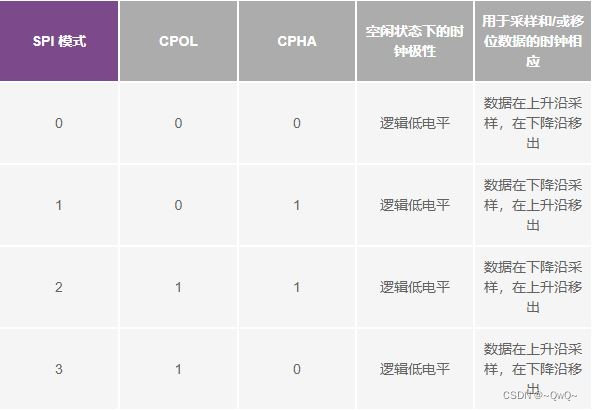 SPI 模式 CPOL CPHA 空闲状态下的时钟极性 用于采样和/或移位数据的时钟相应
0 0 0 逻辑低电平 数据在上升沿采样，在下降沿移出
1 0 1 逻辑低电平 数据在下降沿采样，在上升沿移出
2 1 1 逻辑低电平 数据在下降沿采样，在上升沿移出
3 1 0 逻辑低电平 数据在上升沿采样，在下降沿移出
CSDN @~QwQ~